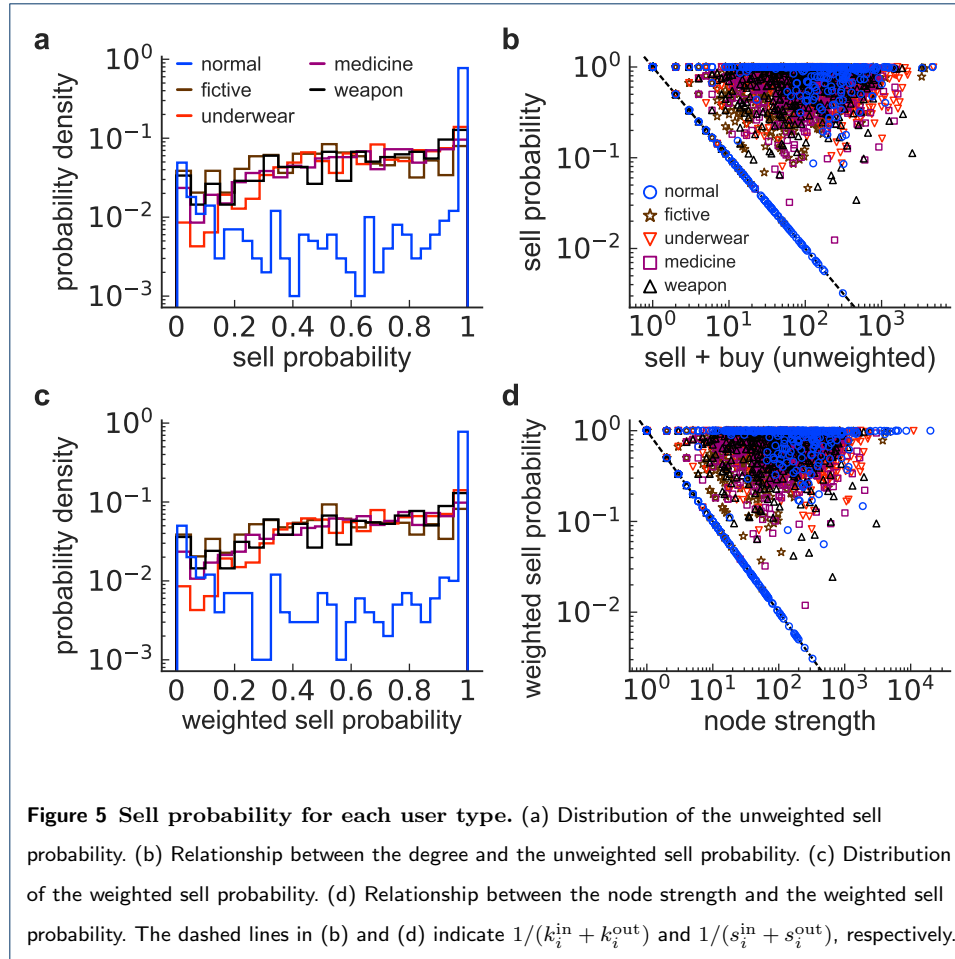 a
10^0
10^-1
10^-2
10^-3
probability density
normal
fictive
underwear
medicine
weapon
0 0.2 0.4 0.6 0.8 1
sell probability
b
10^0
10^-1
10^-2
sell probability
normal
fictive
underwear
medicine
weapon
10^0 10^1 10^2 10^3
sell + buy (unweighted)
c
10^0
10^-1
10^-2
10^-3
probability density
0 0.2 0.4 0.6 0.8 1
weighted sell probability
d
10^0
10^-1
10^-2
weighted sell probability
10^0 10^1 10^2 10^3 10^4
node strength
Figure 5 Sell probability for each user type. (a) Distribution of the unweighted sell
probability. (b) Relationship between the degree and the unweighted sell probability. (c) Distribution
of the weighted sell probability. (d) Relationship between the node strength and the weighted sell
probability. The dashed lines in (b) and (d) indicate 1/(k_i^in + k_i^out) and 1/(s_i^in + s_i^out), respectively.